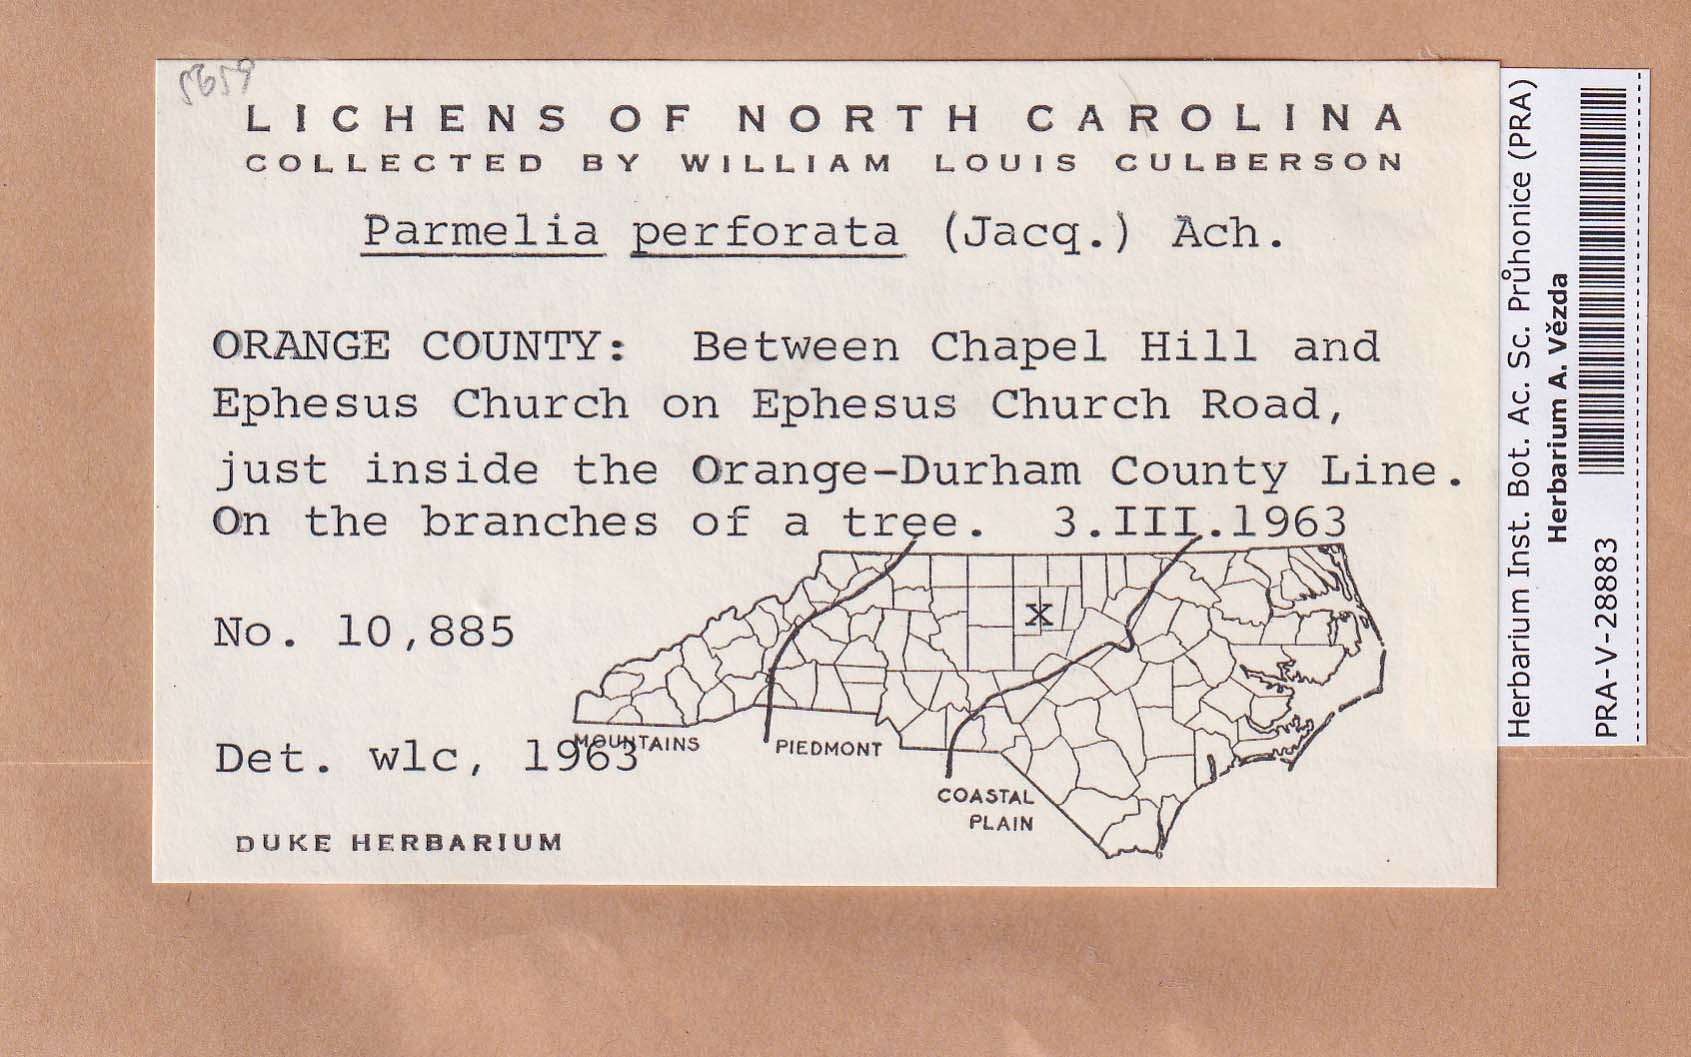 5659
LICHENS OF NORTH CAROLINA
COLLECTED BY WILLIAM LOUIS CULBERSON
Parmelia perforata (Jacq.) Ach.
ORANGE COUNTY: Between Chapel Hill and
Ephesus Church on Ephesus Church Road,
just inside the Orange-Durham County Line.
On the branches of a tree. 3.III.1963
No. 10,885
X
Det. wlc, 1963
MOUNTAINS
PIEDMONT
COASTAL
PLAIN
DUKE HERBARIUM
Herbarium Inst. Bot. Ac. Sc. Průhonice (PRA)
Herbarium A. Vězda
PRA-V-28883